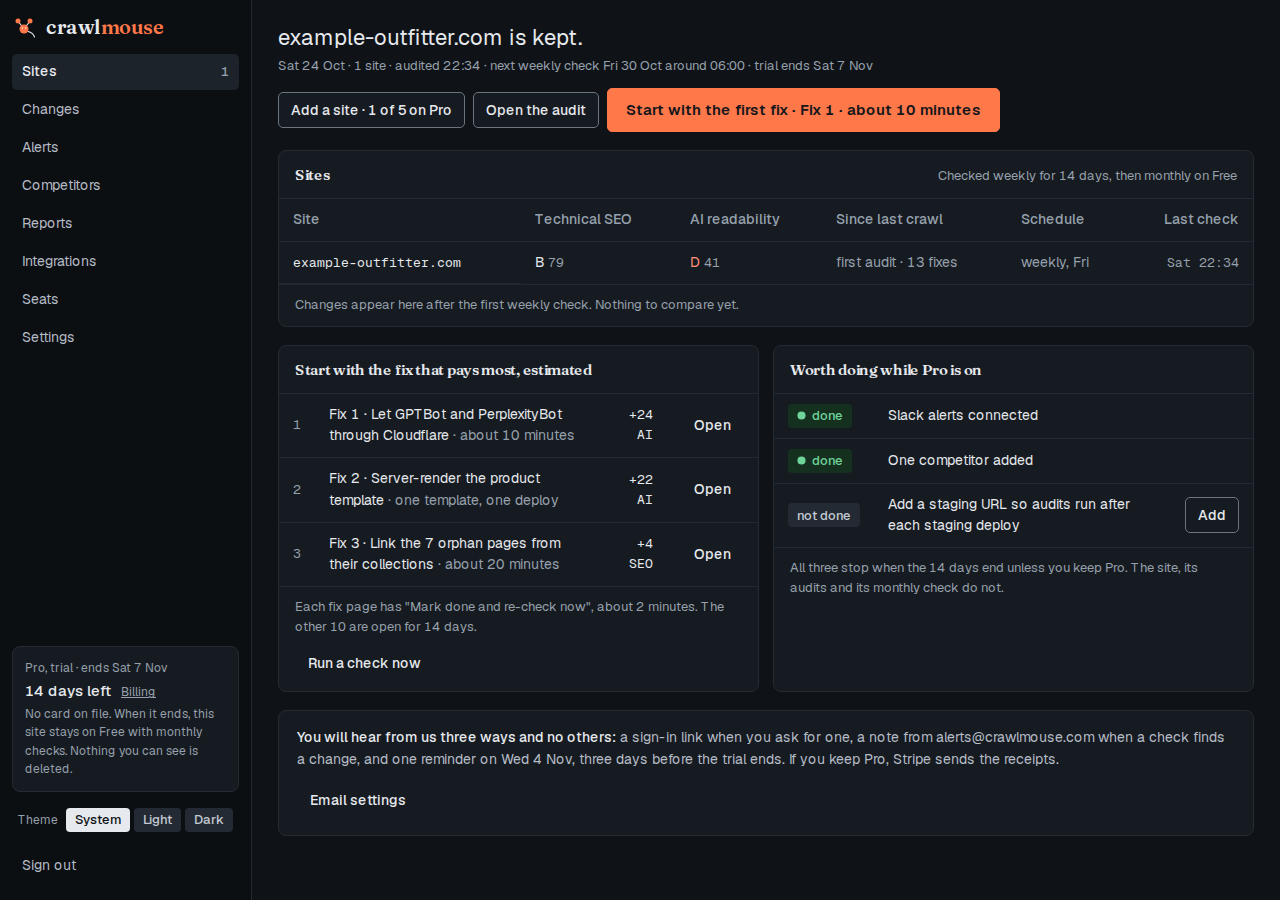 crawlmouse
Sites 1
Changes
Alerts
Competitors
Reports
Integrations
Seats
Settings
Pro, trial · ends Sat 7 Nov
14 days left Billing
No card on file. When it ends, this
site stays on Free with monthly
checks. Nothing you can see is
deleted.
Theme System Light Dark
Sign out
example-outfitter.com is kept.
Sat 24 Oct · 1 site · audited 22:34 · next weekly check Fri 30 Oct around 06:00 · trial ends Sat 7 Nov
Add a site · 1 of 5 on Pro Open the audit Start with the first fix · Fix 1 · about 10 minutes
Sites Checked weekly for 14 days, then monthly on Free
Site Technical SEO AI readability Since last crawl Schedule Last check
example-outfitter.com B 79 D 41 first audit · 13 fixes weekly, Fri Sat 22:34
Changes appear here after the first weekly check. Nothing to compare yet.
Start with the fix that pays most, estimated
1 Fix 1 · Let GPTBot and PerplexityBot through Cloudflare · about 10 minutes +24 AI Open
2 Fix 2 · Server-render the product template · one template, one deploy +22 AI Open
3 Fix 3 · Link the 7 orphan pages from their collections · about 20 minutes +4 SEO Open
Each fix page has "Mark done and re-check now", about 2 minutes. The
other 10 are open for 14 days.
Run a check now
Worth doing while Pro is on
done Slack alerts connected
done One competitor added
not done Add a staging URL so audits run after each staging deploy Add
All three stop when the 14 days end unless you keep Pro. The site, its
audits and its monthly check do not.
You will hear from us three ways and no others: a sign-in link when you ask for one, a note from alerts@crawlmouse.com when a check finds
a change, and one reminder on Wed 4 Nov, three days before the trial ends. If you keep Pro, Stripe sends the receipts.
Email settings